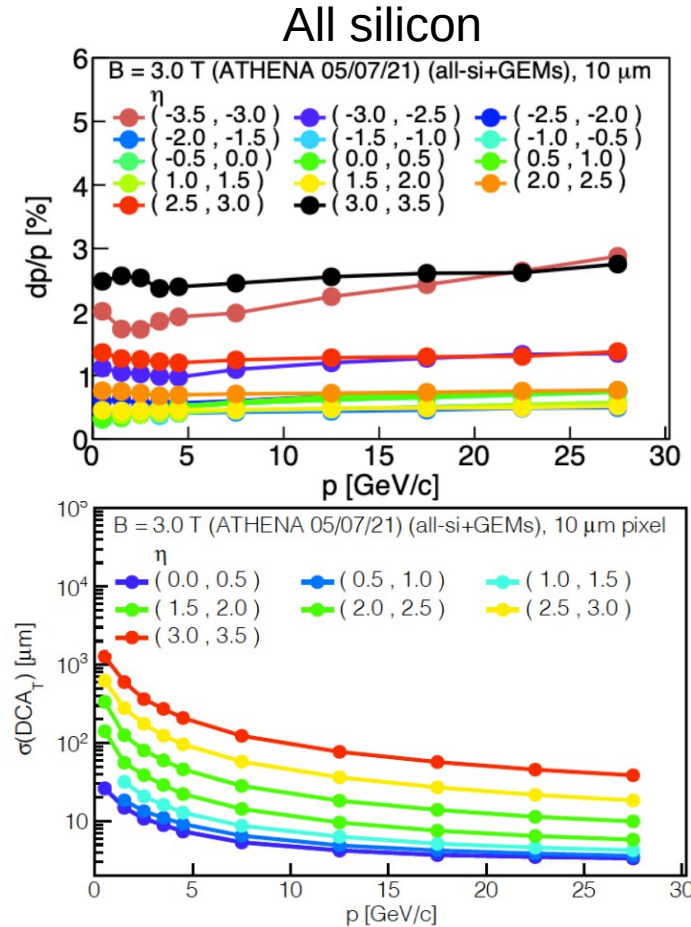 All silicon
6
B = 3.0 T (ATHENA 05/07/21) (all-si+GEMs), 10 μm
η
( -3.5 , -3.0 ) ( -3.0 , -2.5 ) ( -2.5 , -2.0 )
5
( -2.0 , -1.5 ) ( -1.5 , -1.0 ) ( -1.0 , -0.5 )
( -0.5 , 0.0 ) ( 0.0 , 0.5 ) ( 0.5 , 1.0 )
4
( 1.0 , 1.5 ) ( 1.5 , 2.0 ) ( 2.0 , 2.5 )
( 2.5 , 3.0 ) ( 3.0 , 3.5 )
dp/p [%]
3
2
1
0
0 5 10 15 20 25 30
p [GeV/c]
10⁵
B = 3.0 T (ATHENA 05/07/21) (all-si+GEMs), 10 μm pixel
η
( 0.0 , 0.5 ) ( 0.5 , 1.0 ) ( 1.0 , 1.5 )
10⁴
( 1.5 , 2.0 ) ( 2.0 , 2.5 ) ( 2.5 , 3.0 )
( 3.0 , 3.5 )
σ(DCA_T) [μm]
10³
10²
10
0 5 10 15 20 25 30
p [GeV/c]